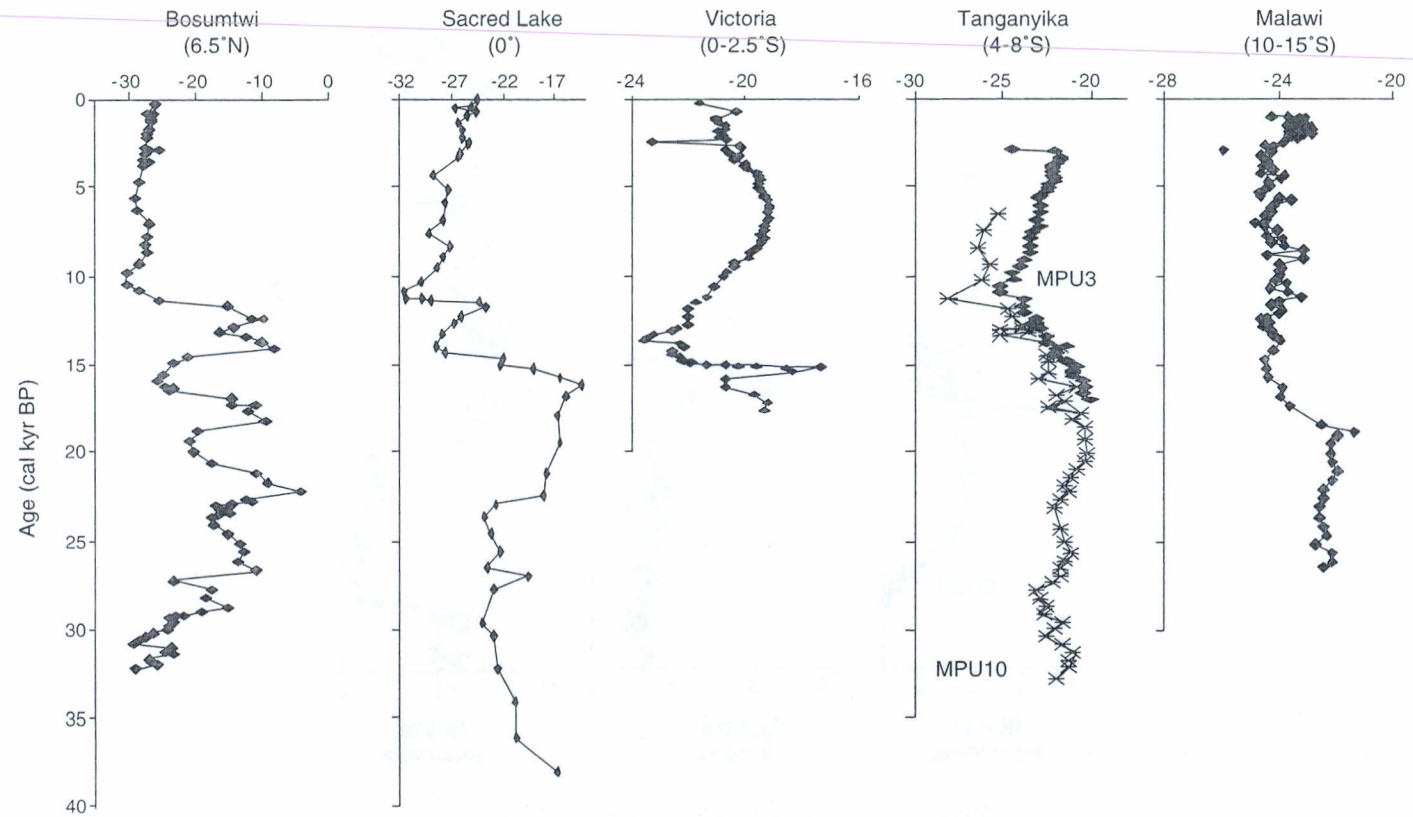 Bosumtwi
(6.5°N)
Sacred Lake
(0°)
Victoria
(0-2.5°S)
Tanganyika
(4-8°S)
Malawi
(10-15°S)
-30 -20 -10 0
-32 -27 -22 -17
-24 -20 -16
-30 -25 -20
-28 -24 -20
0
5
10
15
20
25
30
35
40
Age (cal kyr BP)
MPU3
MPU10